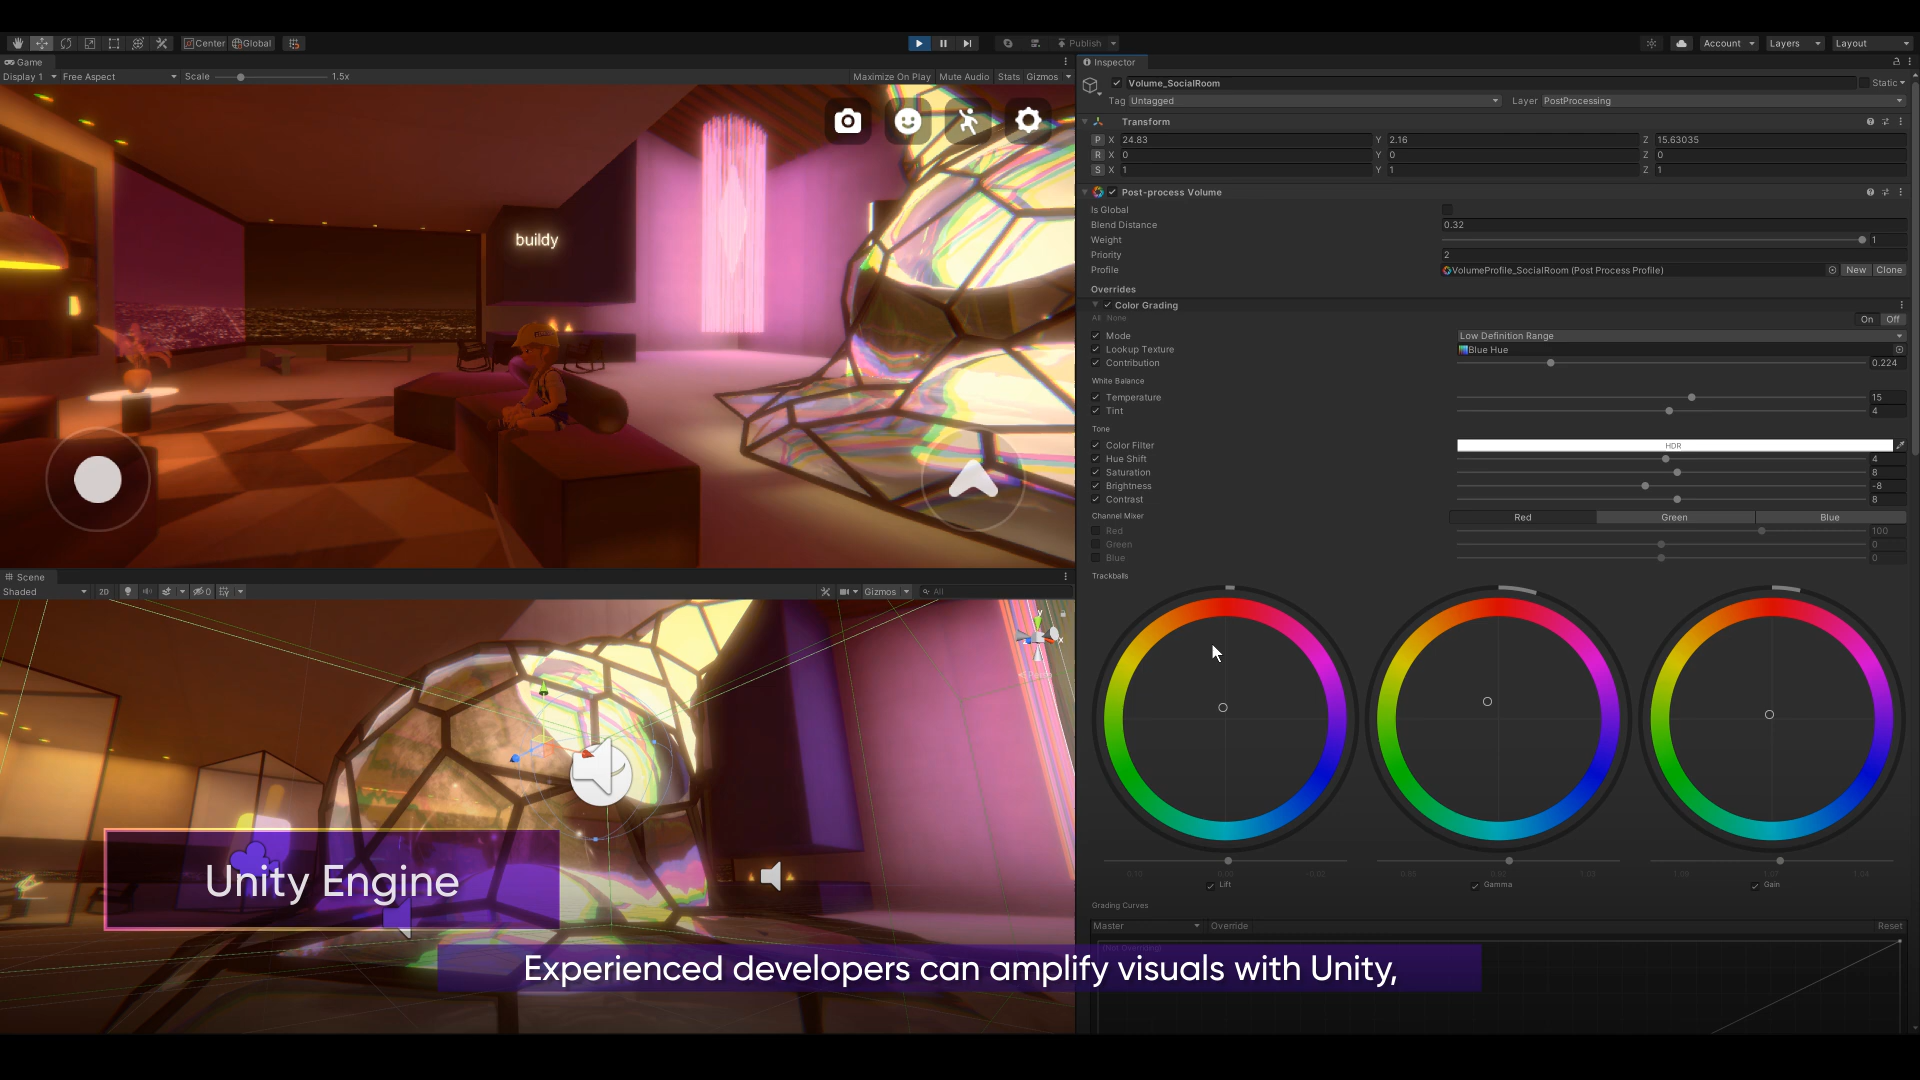 Center Global
Publish
Account Layers Layout
Game
Display 1 Free Aspect Scale 1.5x Maximize On Play Mute Audio Stats Gizmos
buildy
Scene
Shaded 2D 0 Gizmos All
Unity Engine
Experienced developers can amplify visuals with Unity,
Inspector
Volume_SocialRoom Static
Tag Untagged Layer PostProcessing
Transform
P X 24.83 Y 2.16 Z 15.63035
R X 0 Y 0 Z 0
S X 1 Y 1 Z 1
Post-process Volume
Is Global
Blend Distance 0.32
Weight 1
Priority 2
Profile VolumeProfile_SocialRoom (Post Process Profile) New Clone
Overrides
Color Grading
All None On Off
Mode Low Definition Range
Lookup Texture Blue Hue
Contribution 0.224
White Balance
Temperature 15
Tint 4
Tone
Color Filter HDR
Hue Shift 4
Saturation 8
Brightness -8
Contrast 8
Channel Mixer Red Green Blue
Red 100
Green 0
Blue 0
Trackballs
Lift Gamma Gain
Grading Curves
Master Override Reset